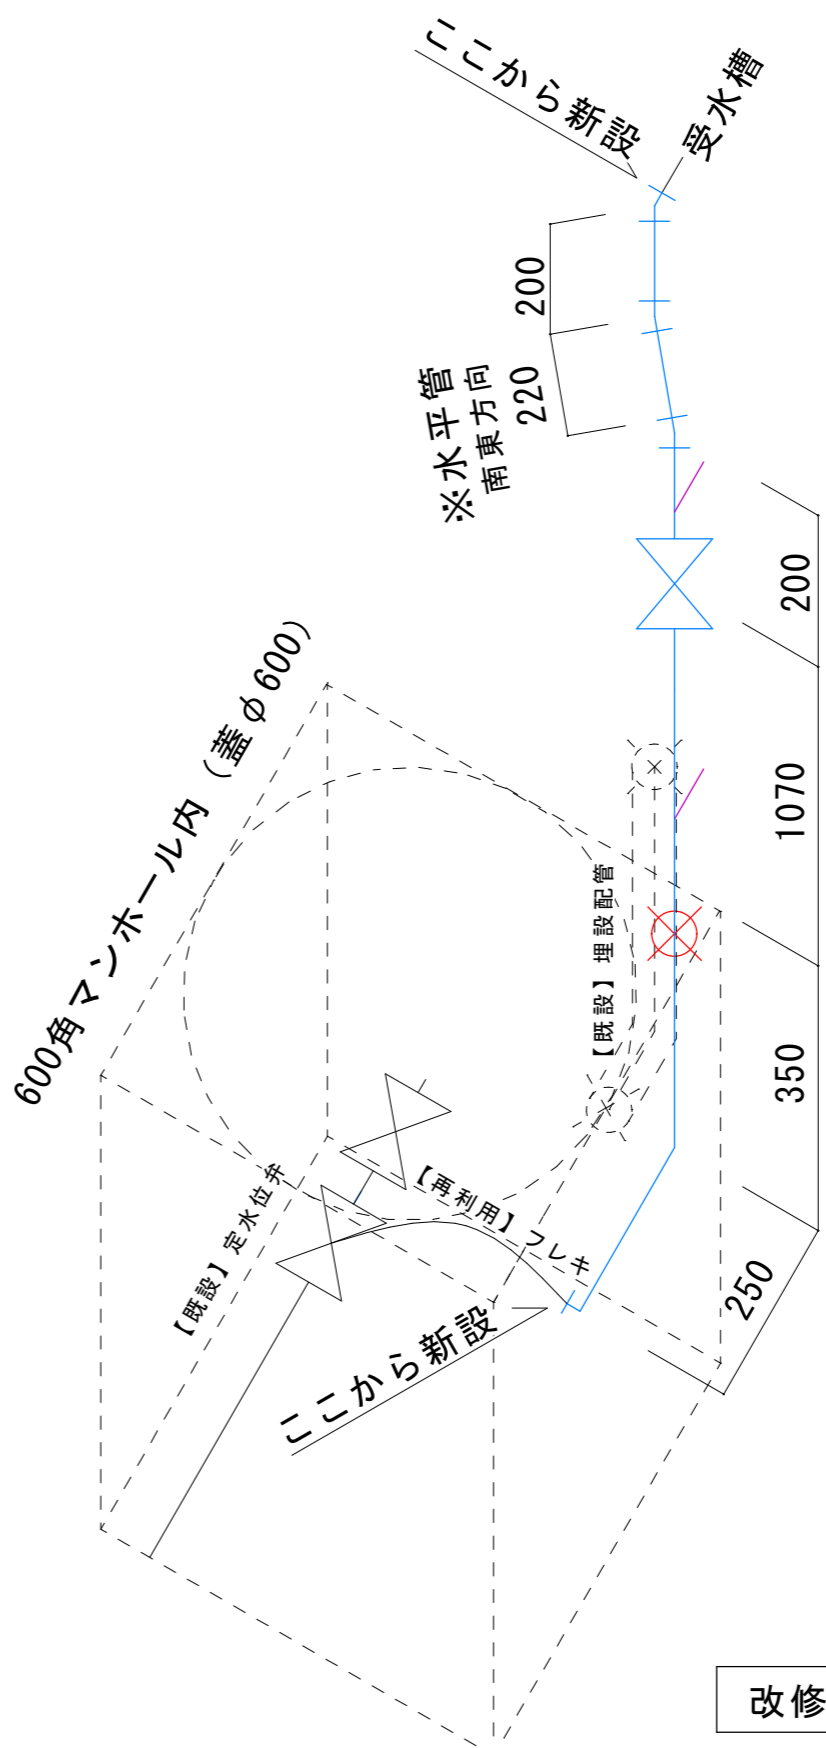 ここから新設
受水槽
200
220
※水平管
南東方向
200
600角マンホール内（蓋φ600）
1070
【既設】埋設配管
350
【再利用】フレキ
【既設】定水位弁
250
ここから新設
改修